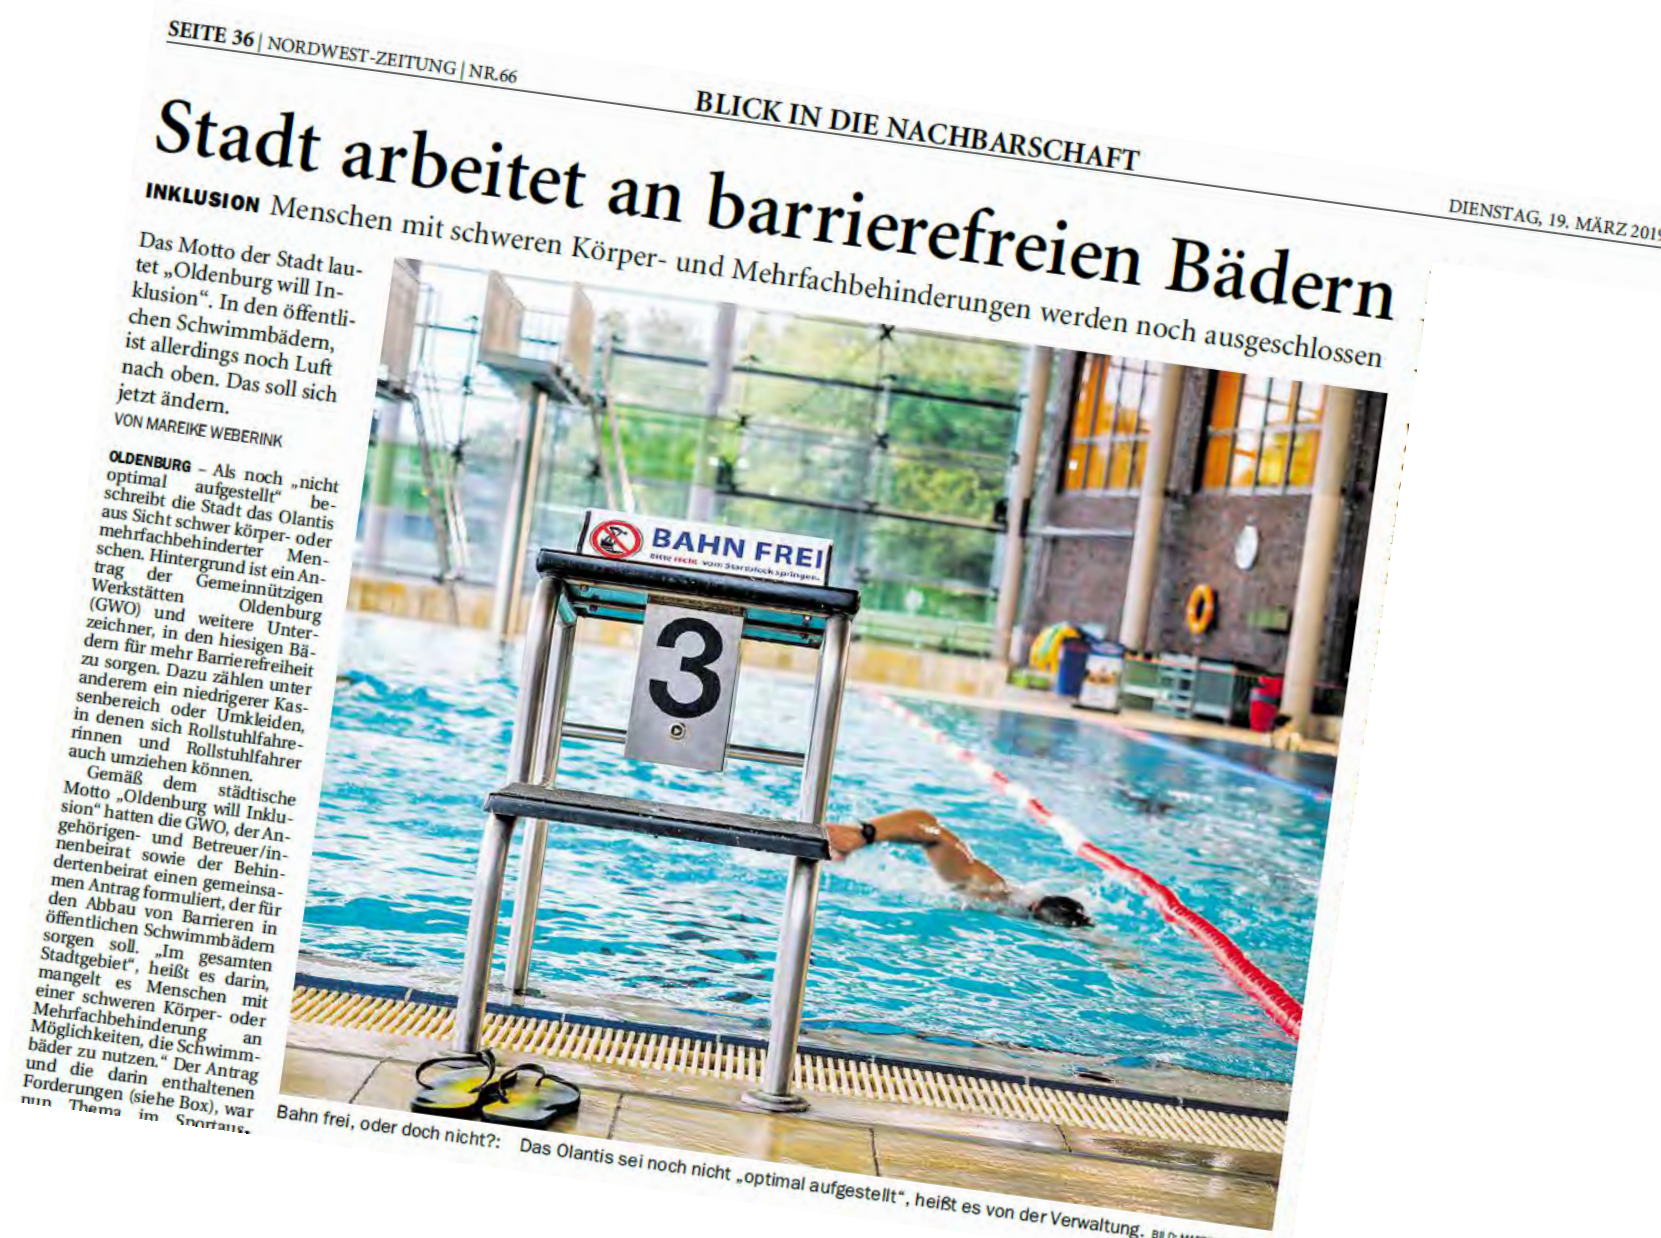 SEITE 36 | NORDWEST-ZEITUNG | NR.66
BLICK IN DIE NACHBARSCHAFT
DIENSTAG, 19. MÄRZ 2019
Stadt arbeitet an barrierefreien Bädern
INKLUSION Menschen mit schweren Körper- und Mehrfachbehinderungen werden noch ausgeschlossen
Das Motto der Stadt lau-
tet „Oldenburg will In-
klusion“. In den öffentli-
chen Schwimmbädern,
ist allerdings noch Luft
nach oben. Das soll sich
jetzt ändern.
VON MAREIKE WEBERINK
OLDENBURG – Als noch „nicht
optimal aufgestellt“ be-
schreibt die Stadt das Olantis
aus Sicht schwer körper- oder
mehrfachbehinderter Men-
schen. Hintergrund ist ein An-
trag der Gemeinnützigen
Werkstätten Oldenburg
(GWO) und weitere Unter-
zeichner, in den hiesigen Bä-
dern für mehr Barrierefreiheit
zu sorgen. Dazu zählen unter
anderem ein niedrigerer Kas-
senbereich oder Umkleiden,
in denen sich Rollstuhlfahre-
rinnen und Rollstuhlfahrer
auch umziehen können.
Gemäß dem städtische
Motto „Oldenburg will Inklu-
sion“ hatten die GWO, der An-
gehörigen- und Betreuer/in-
nenbeirat sowie der Behin-
dertenbeirat einen gemeinsa-
men Antrag formuliert, der für
den Abbau von Barrieren in
öffentlichen Schwimmbädern
sorgen soll. „Im gesamten
Stadtgebiet“, heißt es darin,
mangelt es Menschen mit
einer schweren Körper- oder
Mehrfachbehinderung an
Möglichkeiten, die Schwimm-
bäder zu nutzen.“ Der Antrag
und die darin enthaltenen
Forderungen (siehe Box), war
nun Thema im Sportaus-
BAHN FREI
Bitte nicht vom Startblock springen.
3
Bahn frei, oder doch nicht?: Das Olantis sei noch nicht „optimal aufgestellt“, heißt es von der Verwaltung. BILD: